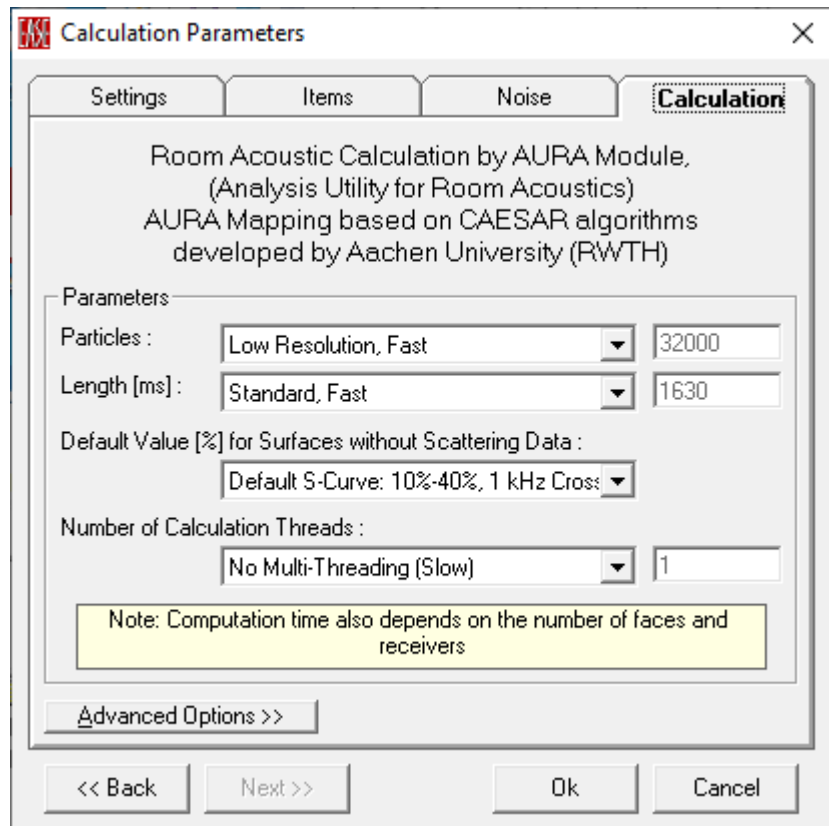 EASE Calculation Parameters
Settings Items Noise Calculation
Room Acoustic Calculation by AURA Module,
(Analysis Utility for Room Acoustics)
AURA Mapping based on CAESAR algorithms
developed by Aachen University (RWTH)
Parameters
Particles : Low Resolution, Fast 32000
Length [ms] : Standard, Fast 1630
Default Value [%] for Surfaces without Scattering Data :
Default S-Curve: 10%-40%, 1 kHz Cross
Number of Calculation Threads :
No Multi-Threading (Slow) 1
Note: Computation time also depends on the number of faces and
receivers
Advanced Options >>
<< Back Next >> Ok Cancel